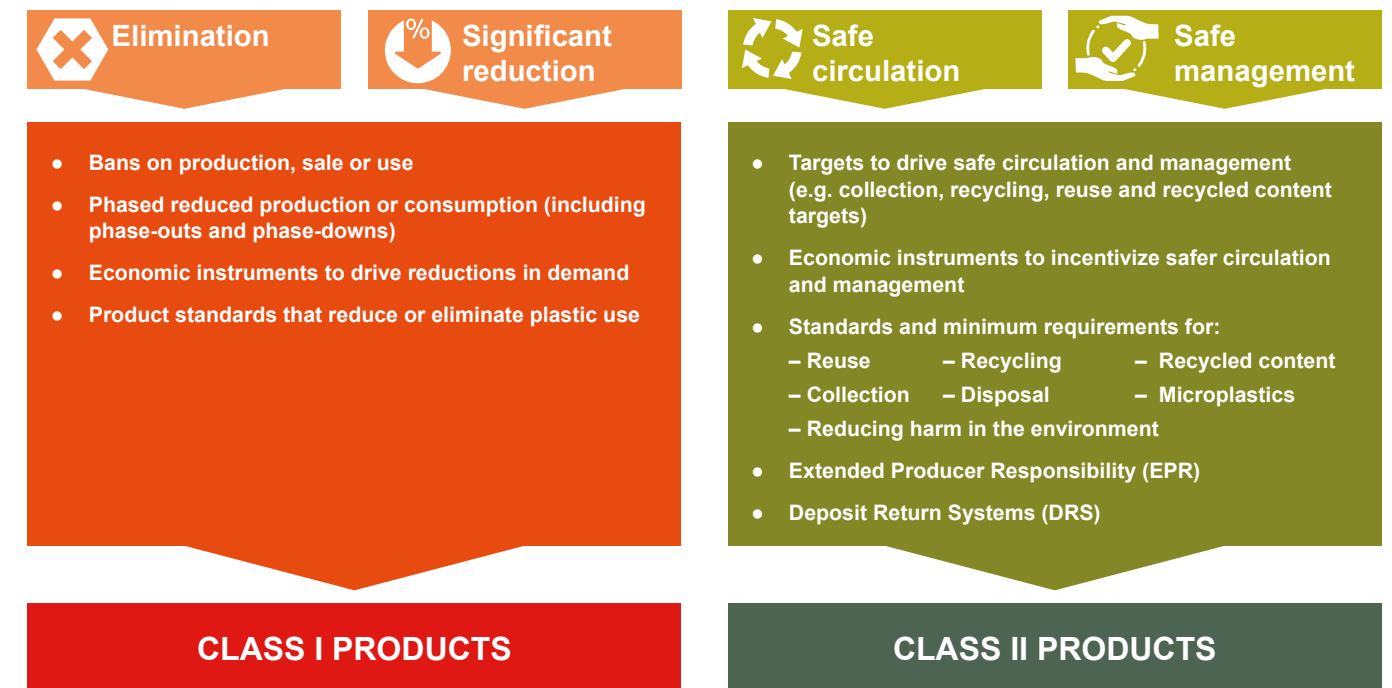 Elimination
%
Significant
reduction
● Bans on production, sale or use
● Phased reduced production or consumption (including
phase-outs and phase-downs)
● Economic instruments to drive reductions in demand
● Product standards that reduce or eliminate plastic use
CLASS I PRODUCTS
Safe
circulation
Safe
management
● Targets to drive safe circulation and management
(e.g. collection, recycling, reuse and recycled content
targets)
● Economic instruments to incentivize safer circulation
and management
● Standards and minimum requirements for:
– Reuse – Recycling – Recycled content
– Collection – Disposal – Microplastics
– Reducing harm in the environment
● Extended Producer Responsibility (EPR)
● Deposit Return Systems (DRS)
CLASS II PRODUCTS